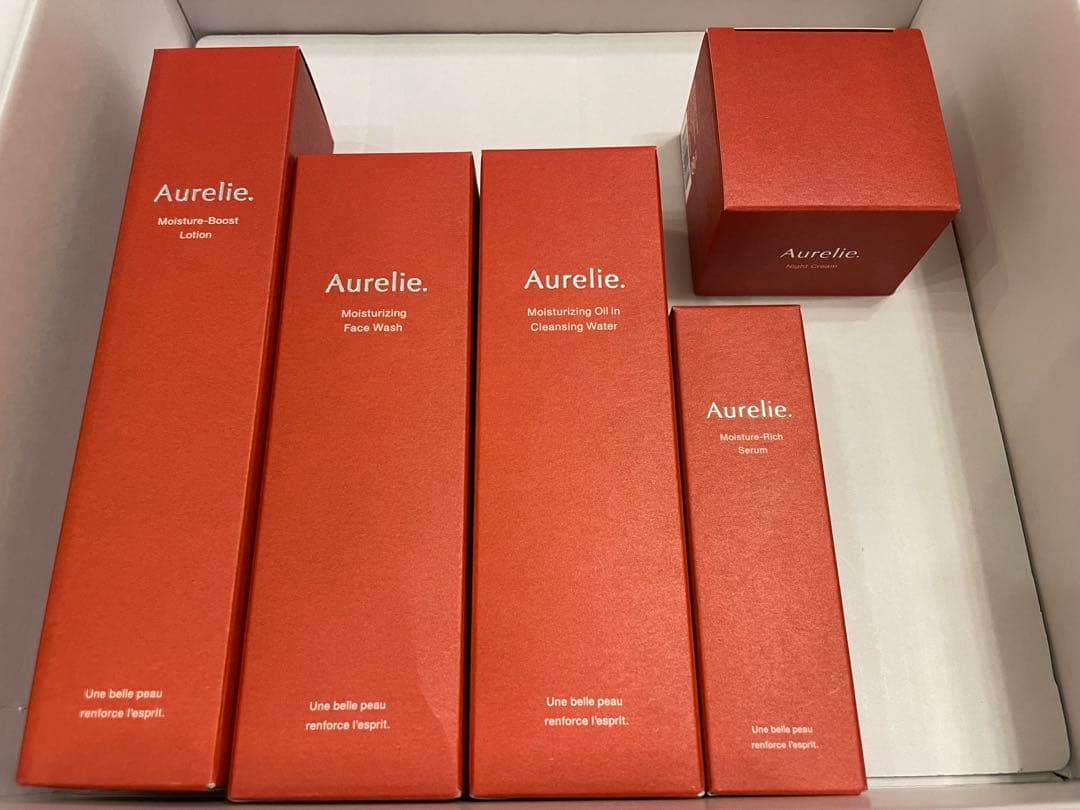 Aurelie.
Moisture-Boost
Lotion
Une belle peau
renforce l'esprit.
Aurelie.
Moisturizing
Face Wash
Une belle peau
renforce l'esprit.
Aurelie.
Moisturizing Oil in
Cleansing Water
Une belle peau
renforce l'esprit.
Aurelie.
Moisture-Rich
Serum
Une belle peau
renforce l'esprit.
Aurelie.
Night Cream